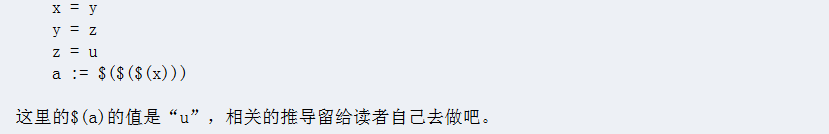 x = y
y = z
z = u
a := $($($(x)))
这里的$(a)的值是“u”，相关的推导留给读者自己去做吧。